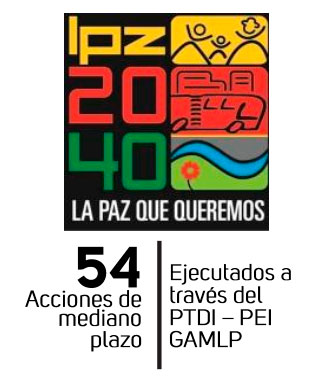 lpz
20
40
LA PAZ QUE QUEREMOS
54
Acciones de
mediano
plazo
Ejecutados a
través del
PTDI – PEI
GAMLP